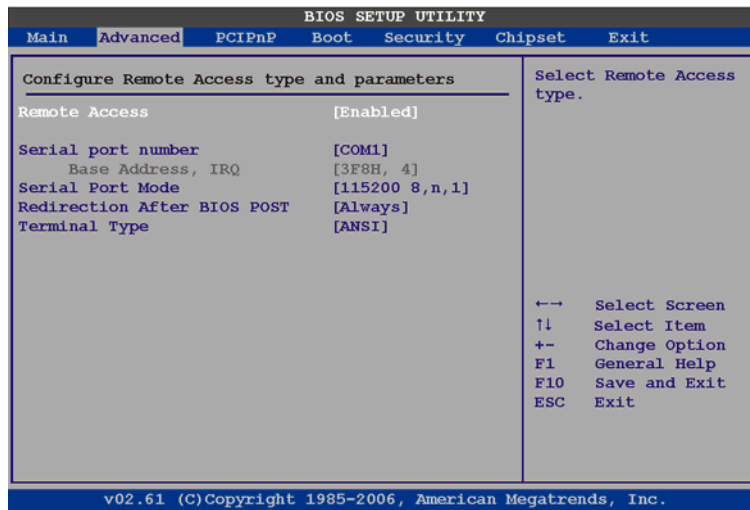 BIOS SETUP UTILITY
Main Advanced PCIPnP Boot Security Chipset Exit
Configure Remote Access type and parameters
Remote Access [Enabled]
Serial port number [COM1]
Base Address, IRQ [3F8H, 4]
Serial Port Mode [115200 8,n,1]
Redirection After BIOS POST [Always]
Terminal Type [ANSI]
Select Remote Access
type.
←→ Select Screen
↑↓ Select Item
+- Change Option
F1 General Help
F10 Save and Exit
ESC Exit
v02.61 (C)Copyright 1985-2006, American Megatrends, Inc.